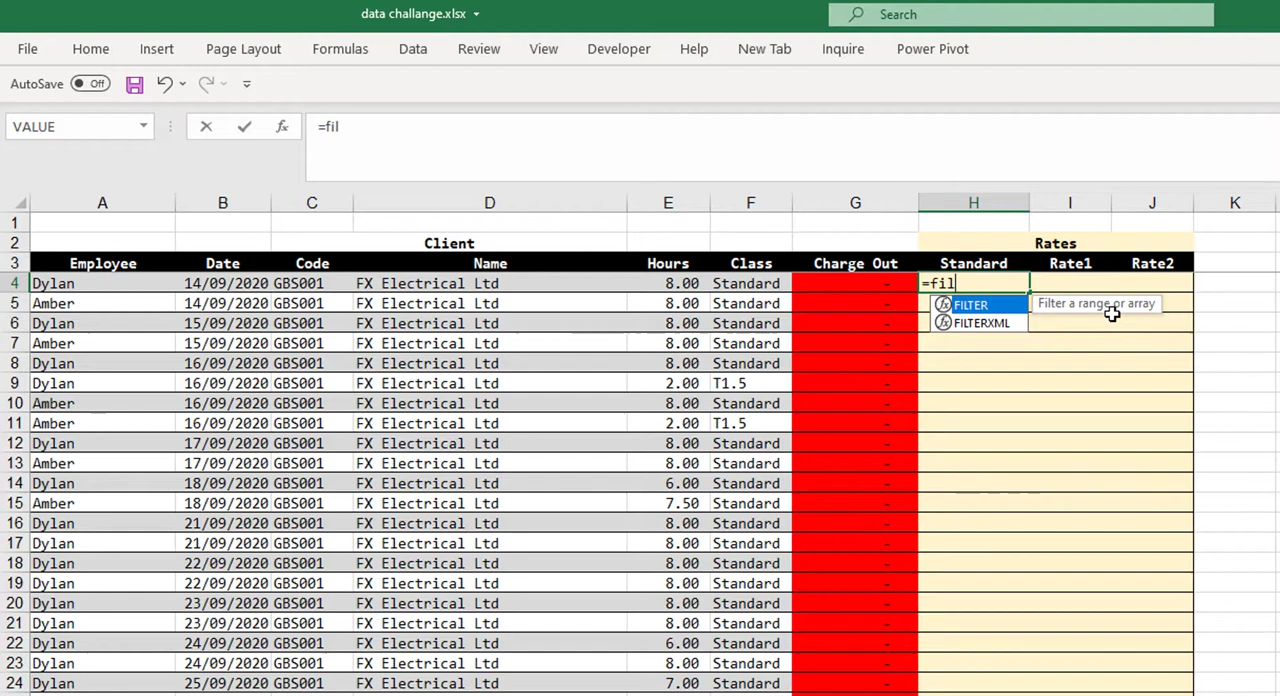 data challange.xlsx
Search
File Home Insert Page Layout Formulas Data Review View Developer Help New Tab Inquire Power Pivot
AutoSave Off
VALUE fx =fil
A B C D E F G H I J K
1
2 Client Rates
3 Employee Date Code Name Hours Class Charge Out Standard Rate1 Rate2
4 Dylan 14/09/2020 GBS001 FX Electrical Ltd 8.00 Standard - =fil
5 Amber 14/09/2020 GBS001 FX Electrical Ltd 8.00 Standard - fx FILTER Filter a range or array
6 Dylan 15/09/2020 GBS001 FX Electrical Ltd 8.00 Standard - fx FILTERXML
7 Amber 15/09/2020 GBS001 FX Electrical Ltd 8.00 Standard -
8 Dylan 16/09/2020 GBS001 FX Electrical Ltd 8.00 Standard -
9 Dylan 16/09/2020 GBS001 FX Electrical Ltd 2.00 T1.5 -
10 Amber 16/09/2020 GBS001 FX Electrical Ltd 8.00 Standard -
11 Amber 16/09/2020 GBS001 FX Electrical Ltd 2.00 T1.5 -
12 Dylan 17/09/2020 GBS001 FX Electrical Ltd 8.00 Standard -
13 Amber 17/09/2020 GBS001 FX Electrical Ltd 8.00 Standard -
14 Dylan 18/09/2020 GBS001 FX Electrical Ltd 6.00 Standard -
15 Amber 18/09/2020 GBS001 FX Electrical Ltd 7.50 Standard -
16 Dylan 21/09/2020 GBS001 FX Electrical Ltd 8.00 Standard -
17 Dylan 21/09/2020 GBS001 FX Electrical Ltd 8.00 Standard -
18 Dylan 22/09/2020 GBS001 FX Electrical Ltd 8.00 Standard -
19 Dylan 22/09/2020 GBS001 FX Electrical Ltd 8.00 Standard -
20 Dylan 23/09/2020 GBS001 FX Electrical Ltd 8.00 Standard -
21 Dylan 23/09/2020 GBS001 FX Electrical Ltd 8.00 Standard -
22 Dylan 24/09/2020 GBS001 FX Electrical Ltd 6.00 Standard -
23 Dylan 24/09/2020 GBS001 FX Electrical Ltd 8.00 Standard -
24 Dylan 25/09/2020 GBS001 FX Electrical Ltd 7.00 Standard -